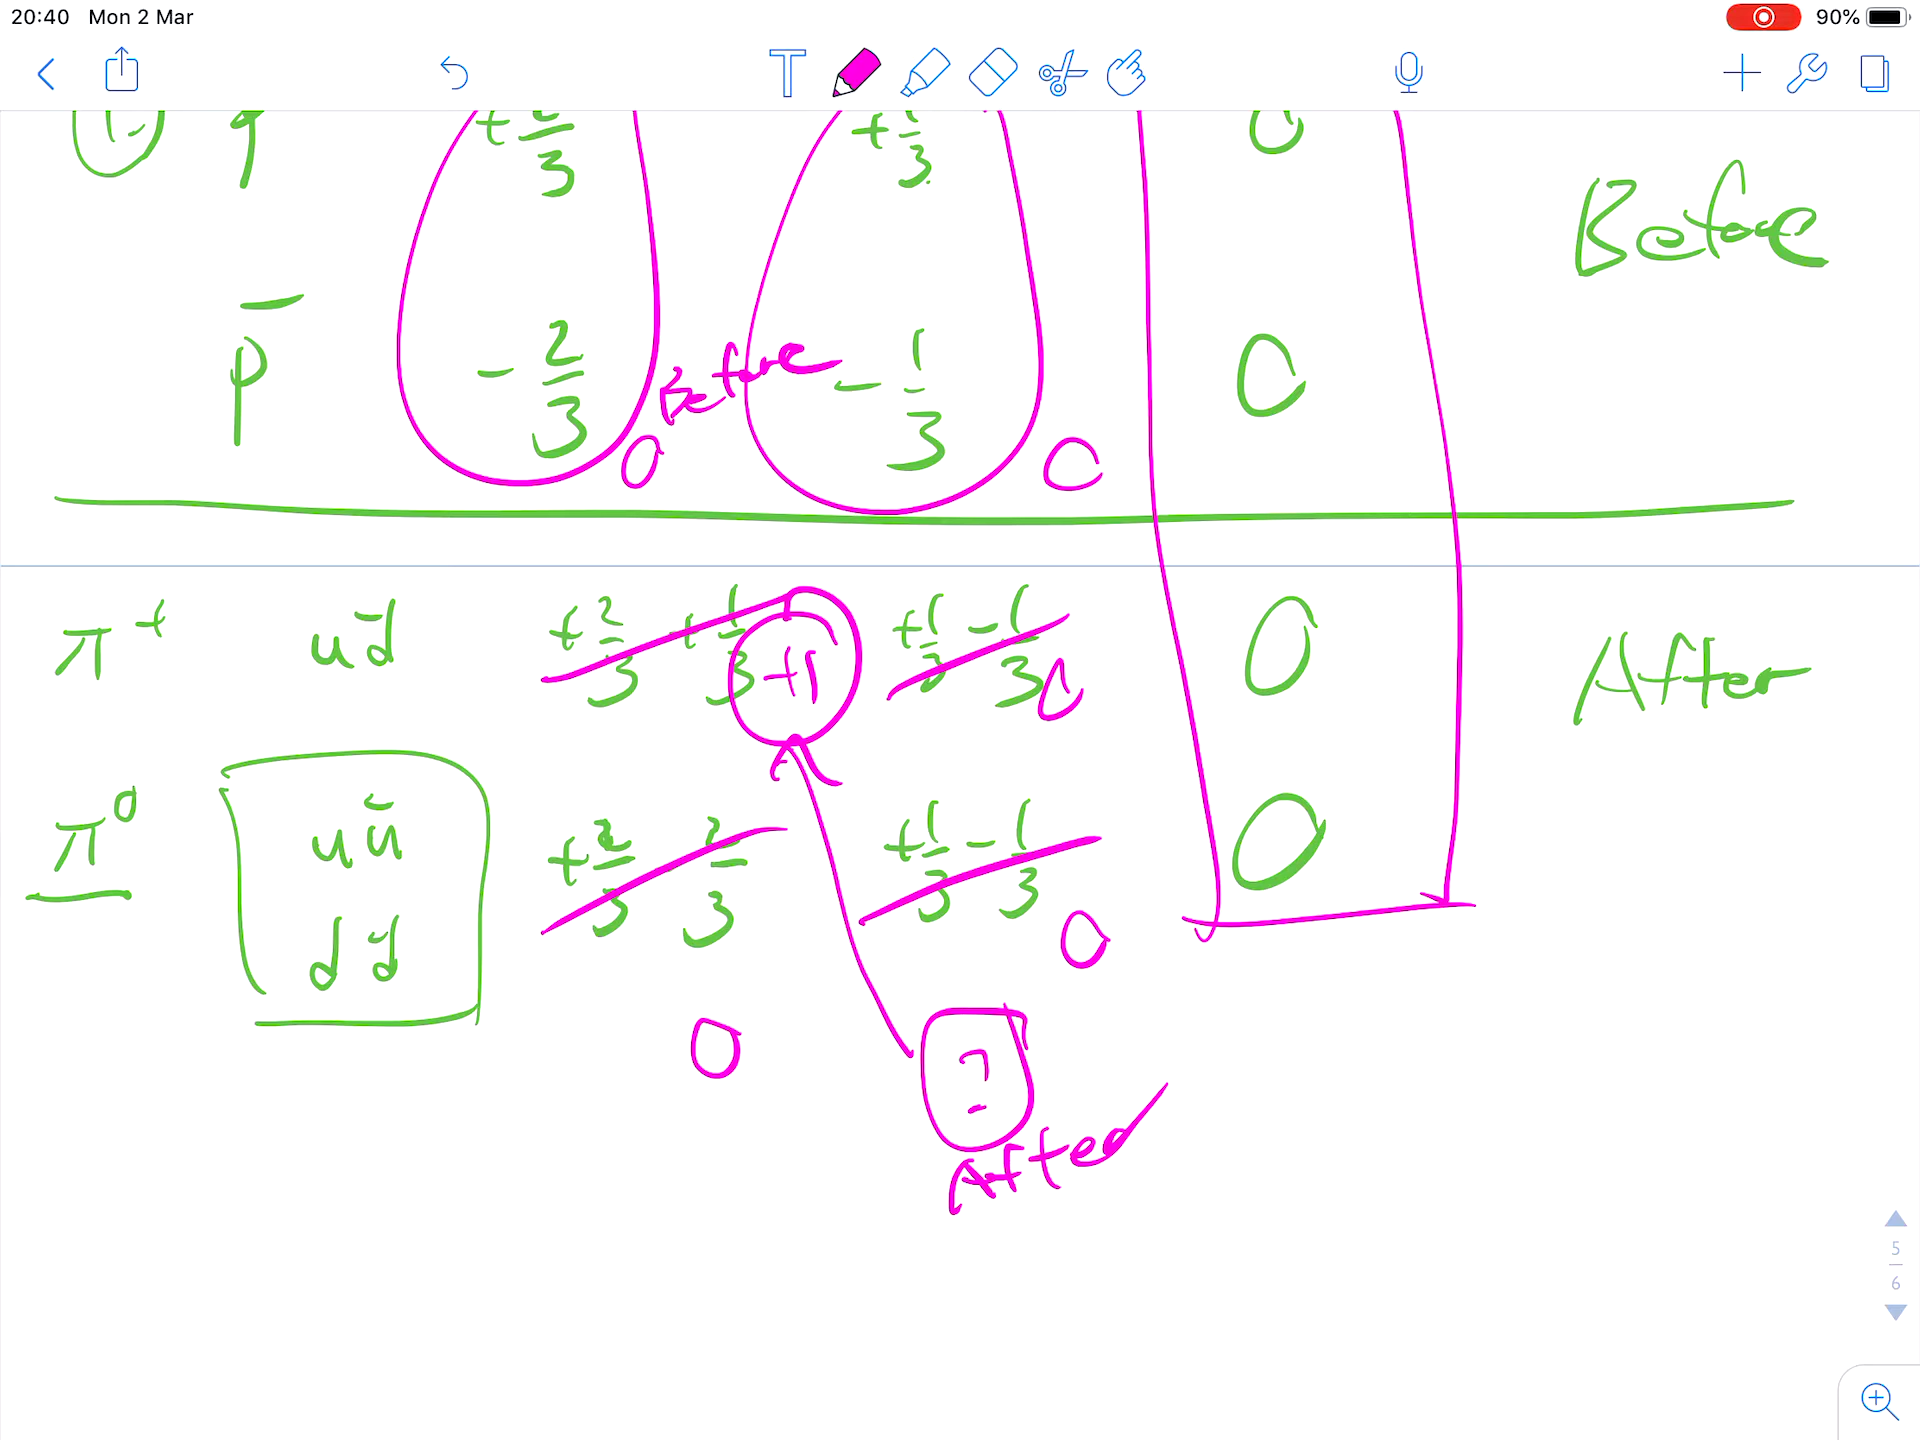 20:40 Mon 2 Mar 90%
T
1. p +2/3 +1/3 0
Before
p̄ -2/3 Before -1/3 0
0 0
π⁺ ud̄ +2/3 +1/3 +1 +1/3 -1/3 0 0 After
π⁰ uū +2/3 2/3 +1/3 -1/3 0
dd̄ 0
0 ?
After
5
6